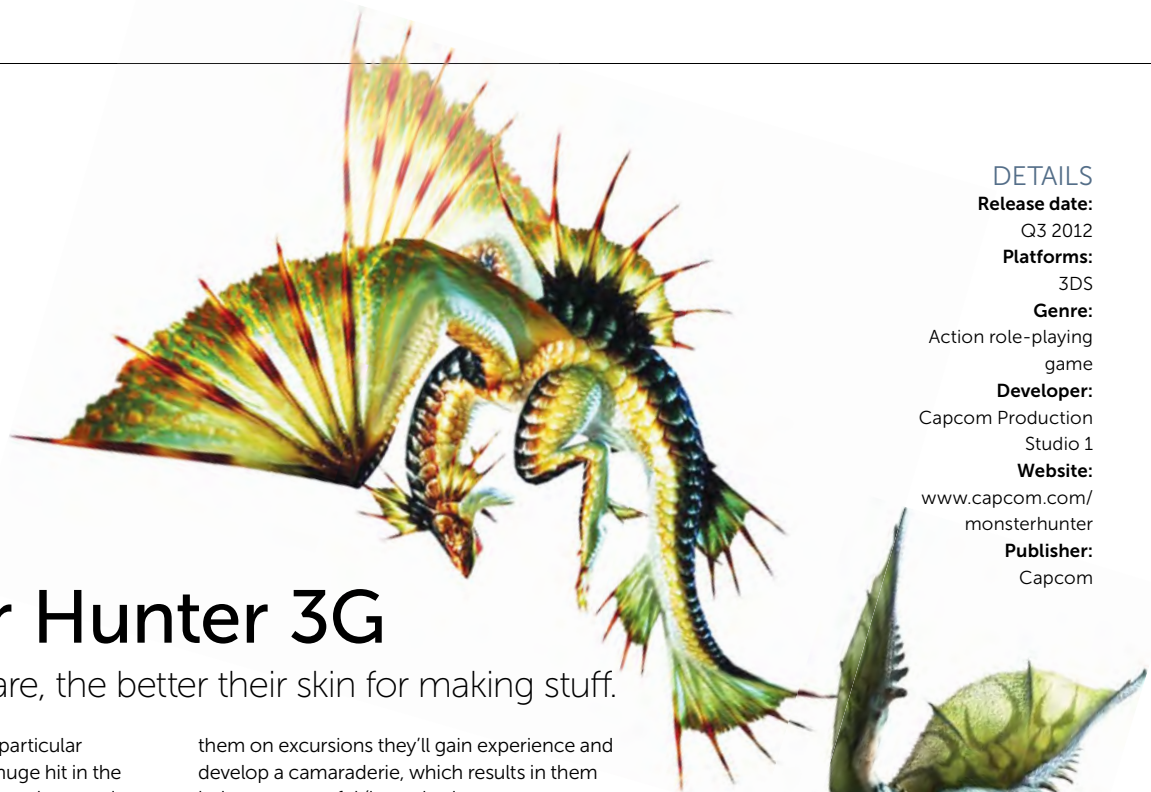 DETAILS
Release date:
Q3 2012
Platforms:
3DS
Genre:
Action role-playing
game
Developer:
Capcom Production
Studio 1
Website:
www.capcom.com/
monsterhunter
Publisher:
Capcom
r Hunter 3G
are, the better their skin for making stuff.
particular
huge hit in the
them on excursions they'll gain experience and
develop a camaraderie, which results in them